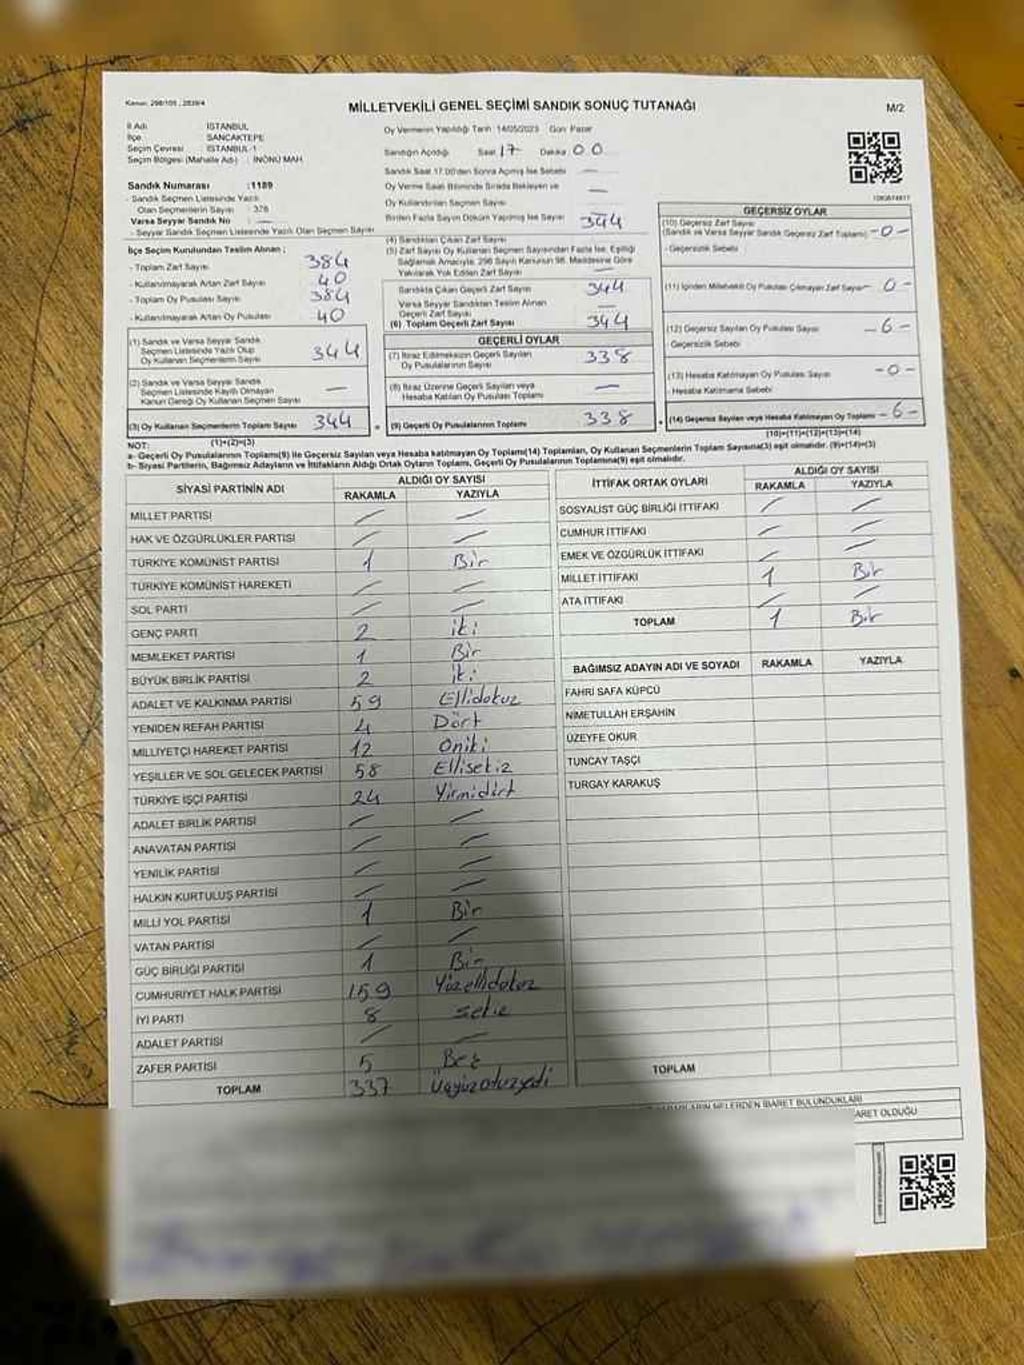 Kanun: 298/105 , 2839/4
MİLLETVEKİLİ GENEL SEÇİMİ SANDIK SONUÇ TUTANAĞI
M/2
İl Adı : İSTANBUL
İlçe : SANCAKTEPE
Seçim Çevresi : İSTANBUL-1
Seçim Bölgesi (Mahalle Adı) : İNÖNÜ MAH.
Oy Vermenin Yapıldığı Tarih: 14/05/2023 Gün: Pazar
Sandığın Açıldığı Saat 17 Dakika 00
Sandık Saat 17.00'den Sonra Açılmış İse Sebebi —
Oy Verme Saati Bitiminde Sırada Bekleyen ve
Oy Kullandırılan Seçmen Sayısı —
Birden Fazla Sayım Döküm Yapılmış İse Sayısı —
Sandık Numarası :1189
- Sandık Seçmen Listesinde Yazılı
Olan Seçmenlerin Sayısı : 376
Varsa Seyyar Sandık No : —
- Seyyar Sandık Seçmen Listesinde Yazılı Olan Seçmen Sayısı
İlçe Seçim Kurulundan Teslim Alınan ;
- Toplam Zarf Sayısı 384
- Kullanılmayarak Artan Zarf Sayısı 40
- Toplam Oy Pusulası Sayısı 384
- Kullanılmayarak Artan Oy Pusulası 40
(1) Sandık ve Varsa Seyyar Sandık
Seçmen Listesinde Yazılı Olup
Oy Kullanan Seçmenlerin Sayısı 344
(2) Sandık ve Varsa Seyyar Sandık
Seçmen Listesinde Kayıtlı Olmayan
Kanun Gereği Oy Kullanan Seçmen Sayısı —
(3) Oy Kullanan Seçmenlerin Toplam Sayısı 344
(1)+(2)=(3)
(4) Sandıktan Çıkan Zarf Sayısı 344
(5) Zarf Sayısı Oy Kullanan Seçmen Sayısından Fazla İse, Eşitliği
Sağlamak Amacıyla, 298 Sayılı Kanunun 98. Maddesine Göre
Yakılarak Yok Edilen Zarf Sayısı —
Sandıkta Çıkan Geçerli Zarf Sayısı 344
Varsa Seyyar Sandıktan Teslim Alınan
Geçerli Zarf Sayısı —
(6) Toplam Geçerli Zarf Sayısı 344
GEÇERLİ OYLAR
(7) İtiraz Edilmeksizin Geçerli Sayılan
Oy Pusulalarının Sayısı 338
(8) İtiraz Üzerine Geçerli Sayılan veya
Hesaba Katılan Oy Pusulası Toplamı —
(9) Geçerli Oy Pusulalarının Toplamı 338
GEÇERSİZ OYLAR
(10) Geçersiz Zarf Sayısı
(Sandık ve Varsa Seyyar Sandık Geçersiz Zarf Toplamı) -0-
- Geçersizlik Sebebi
(11) İçinden Milletvekili Oy Pusulası Çıkmayan Zarf Sayısı - 0 -
(12) Geçersiz Sayılan Oy Pusulası Sayısı - 6 -
- Geçersizlik Sebebi
(13) Hesaba Katılmayan Oy Pusulası Sayısı -0-
- Hesaba Katılmama Sebebi
(14) Geçersiz Sayılan veya Hesaba Katılmayan Oy Toplamı - 6 -
(10)+(11)+(12)+(13)=(14)
NOT:
a- Geçerli Oy Pusulalarının Toplamı(9) ile Geçersiz Sayılan veya Hesaba katılmayan Oy Toplamı(14) Toplamları, Oy Kullanan Seçmenlerin Toplam Sayısına(3) eşit olmalıdır. (9)+(14)=(3)
b- Siyasi Partilerin, Bağımsız Adayların ve İttifakların Aldığı Ortak Oyların Toplamı, Geçerli Oy Pusulalarının Toplamına(9) eşit olmalıdır.
SİYASİ PARTİNİN ADI ALDIĞI OY SAYISI
RAKAMLA YAZIYLA
MİLLET PARTİSİ
HAK VE ÖZGÜRLÜKLER PARTİSİ
TÜRKİYE KOMÜNİST PARTİSİ 1 Bir
TÜRKİYE KOMÜNİST HAREKETİ
SOL PARTİ
GENÇ PARTİ 2 iki
MEMLEKET PARTİSİ 1 Bir
BÜYÜK BİRLİK PARTİSİ 2 iki
ADALET VE KALKINMA PARTİSİ 59 Ellidokuz
YENİDEN REFAH PARTİSİ 4 Dört
MİLLİYETÇİ HAREKET PARTİSİ 12 Oniki
YEŞİLLER VE SOL GELECEK PARTİSİ 58 Ellisekiz
TÜRKİYE İŞÇİ PARTİSİ 24 Yirmidört
ADALET BİRLİK PARTİSİ
ANAVATAN PARTİSİ
YENİLİK PARTİSİ
HALKIN KURTULUŞ PARTİSİ
MİLLİ YOL PARTİSİ 1 Bir
VATAN PARTİSİ
GÜÇ BİRLİĞİ PARTİSİ 1 Bir
CUMHURİYET HALK PARTİSİ 159 Yüzellidokuz
İYİ PARTİ 8 sekiz
ADALET PARTİSİ
ZAFER PARTİSİ 5 Beş
TOPLAM 337 Üçyüzotuzyedi
İTTİFAK ORTAK OYLARI ALDIĞI OY SAYISI
RAKAMLA YAZIYLA
SOSYALİST GÜÇ BİRLİĞİ İTTİFAKI
CUMHUR İTTİFAKI
EMEK VE ÖZGÜRLÜK İTTİFAKI
MİLLET İTTİFAKI 1 Bir
ATA İTTİFAKI
TOPLAM 1 Bir
BAĞIMSIZ ADAYIN ADI VE SOYADI RAKAMLA YAZIYLA
FAHRİ SAFA KÜPCÜ
NİMETULLAH ERŞAHİN
ÜZEYFE OKUR
TUNCAY TAŞÇI
TURGAY KARAKUŞ
TOPLAM
NELERDEN İBARET BULUNDUKLARI
OLDUĞU